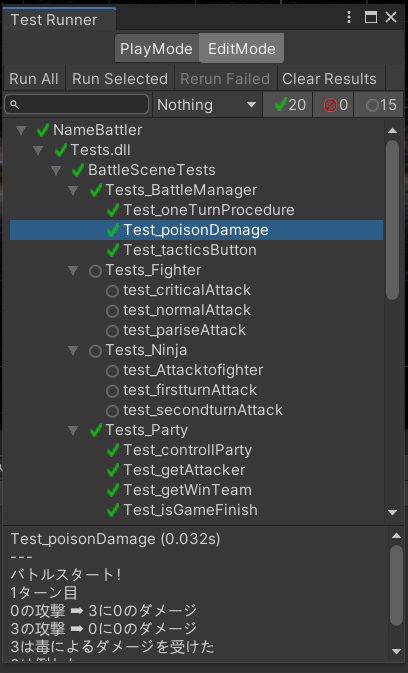 Test Runner
PlayMode EditMode
Run All Run Selected Rerun Failed Clear Results
Nothing 20 0 15
NameBattler
Tests.dll
BattleSceneTests
Tests_BattleManager
Test_oneTurnProcedure
Test_poisonDamage
Test_tacticsButton
Tests_Fighter
test_criticalAttack
test_normalAttack
test_pariseAttack
Tests_Ninja
test_Attacktofighter
test_firstturnAttack
test_secondturnAttack
Tests_Party
Test_controllParty
Test_getAttacker
Test_getWinTeam
Test_isGameFinish
Test_poisonDamage (0.032s)
---
バトルスタート!
1ターン目
0の攻撃 ➡ 3に0のダメージ
3の攻撃 ➡ 0に0のダメージ
3は毒によるダメージを受けた